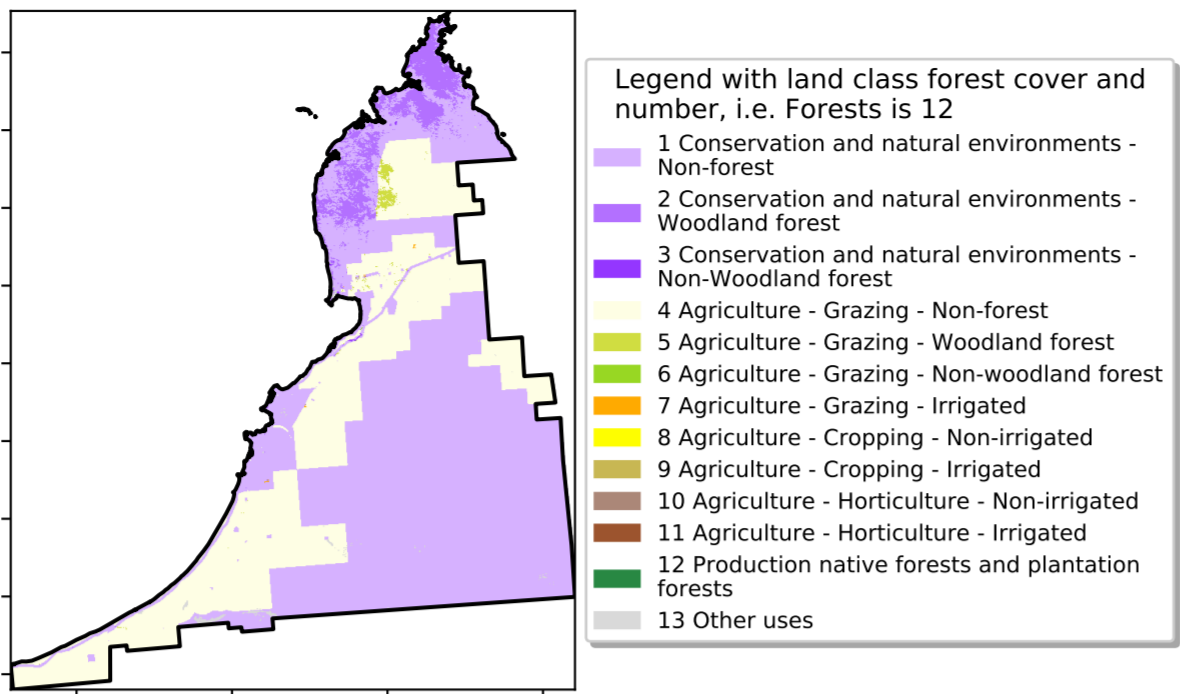 Legend with land class forest cover and
number, i.e. Forests is 12
1 Conservation and natural environments -
Non-forest
2 Conservation and natural environments -
Woodland forest
3 Conservation and natural environments -
Non-Woodland forest
4 Agriculture - Grazing - Non-forest
5 Agriculture - Grazing - Woodland forest
6 Agriculture - Grazing - Non-woodland forest
7 Agriculture - Grazing - Irrigated
8 Agriculture - Cropping - Non-irrigated
9 Agriculture - Cropping - Irrigated
10 Agriculture - Horticulture - Non-irrigated
11 Agriculture - Horticulture - Irrigated
12 Production native forests and plantation
forests
13 Other uses